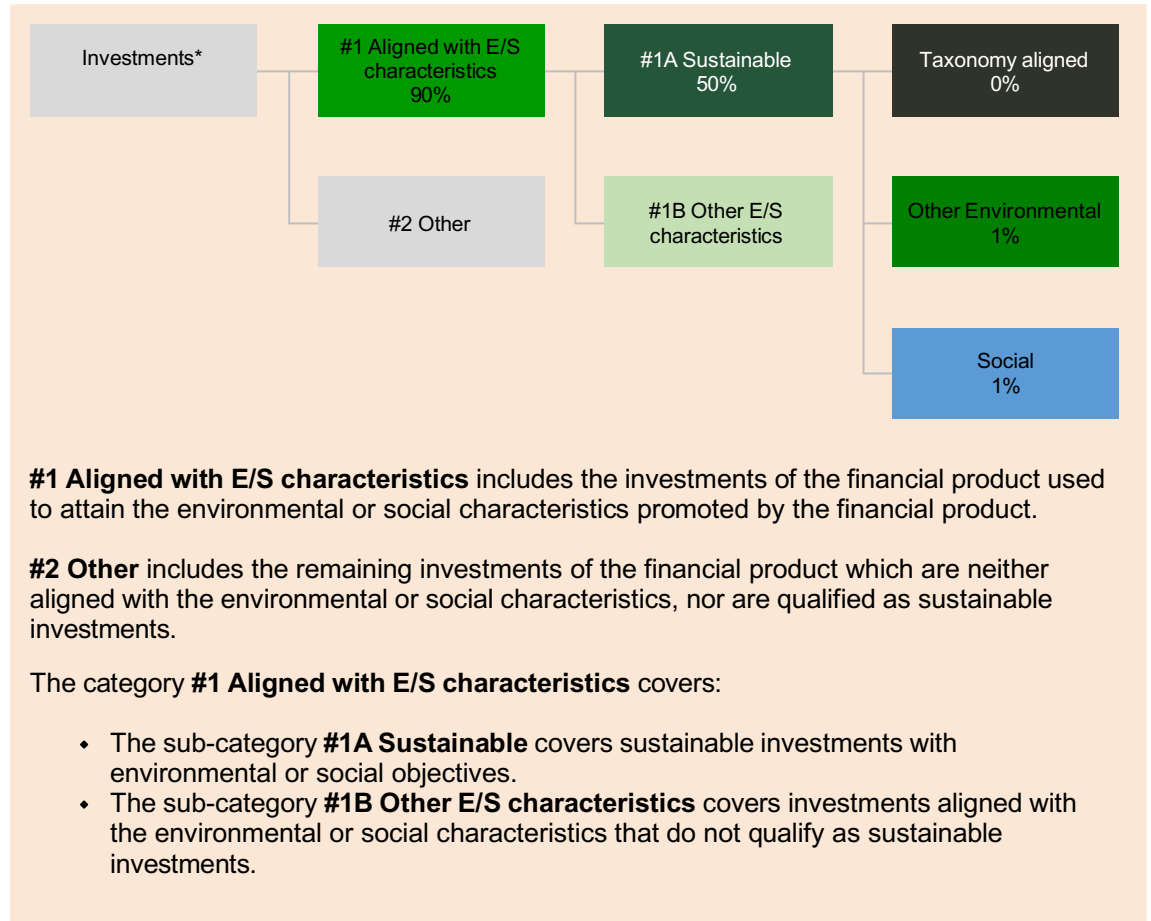 Investments*
#1 Aligned with E/S
characteristics
90%
#1A Sustainable
50%
Taxonomy aligned
0%
#2 Other
#1B Other E/S
characteristics
Other Environmental
1%
Social
1%
#1 Aligned with E/S characteristics includes the investments of the financial product used
to attain the environmental or social characteristics promoted by the financial product.
#2 Other includes the remaining investments of the financial product which are neither
aligned with the environmental or social characteristics, nor are qualified as sustainable
investments.
The category #1 Aligned with E/S characteristics covers:
The sub-category #1A Sustainable covers sustainable investments with
environmental or social objectives.
The sub-category #1B Other E/S characteristics covers investments aligned with
the environmental or social characteristics that do not qualify as sustainable
investments.